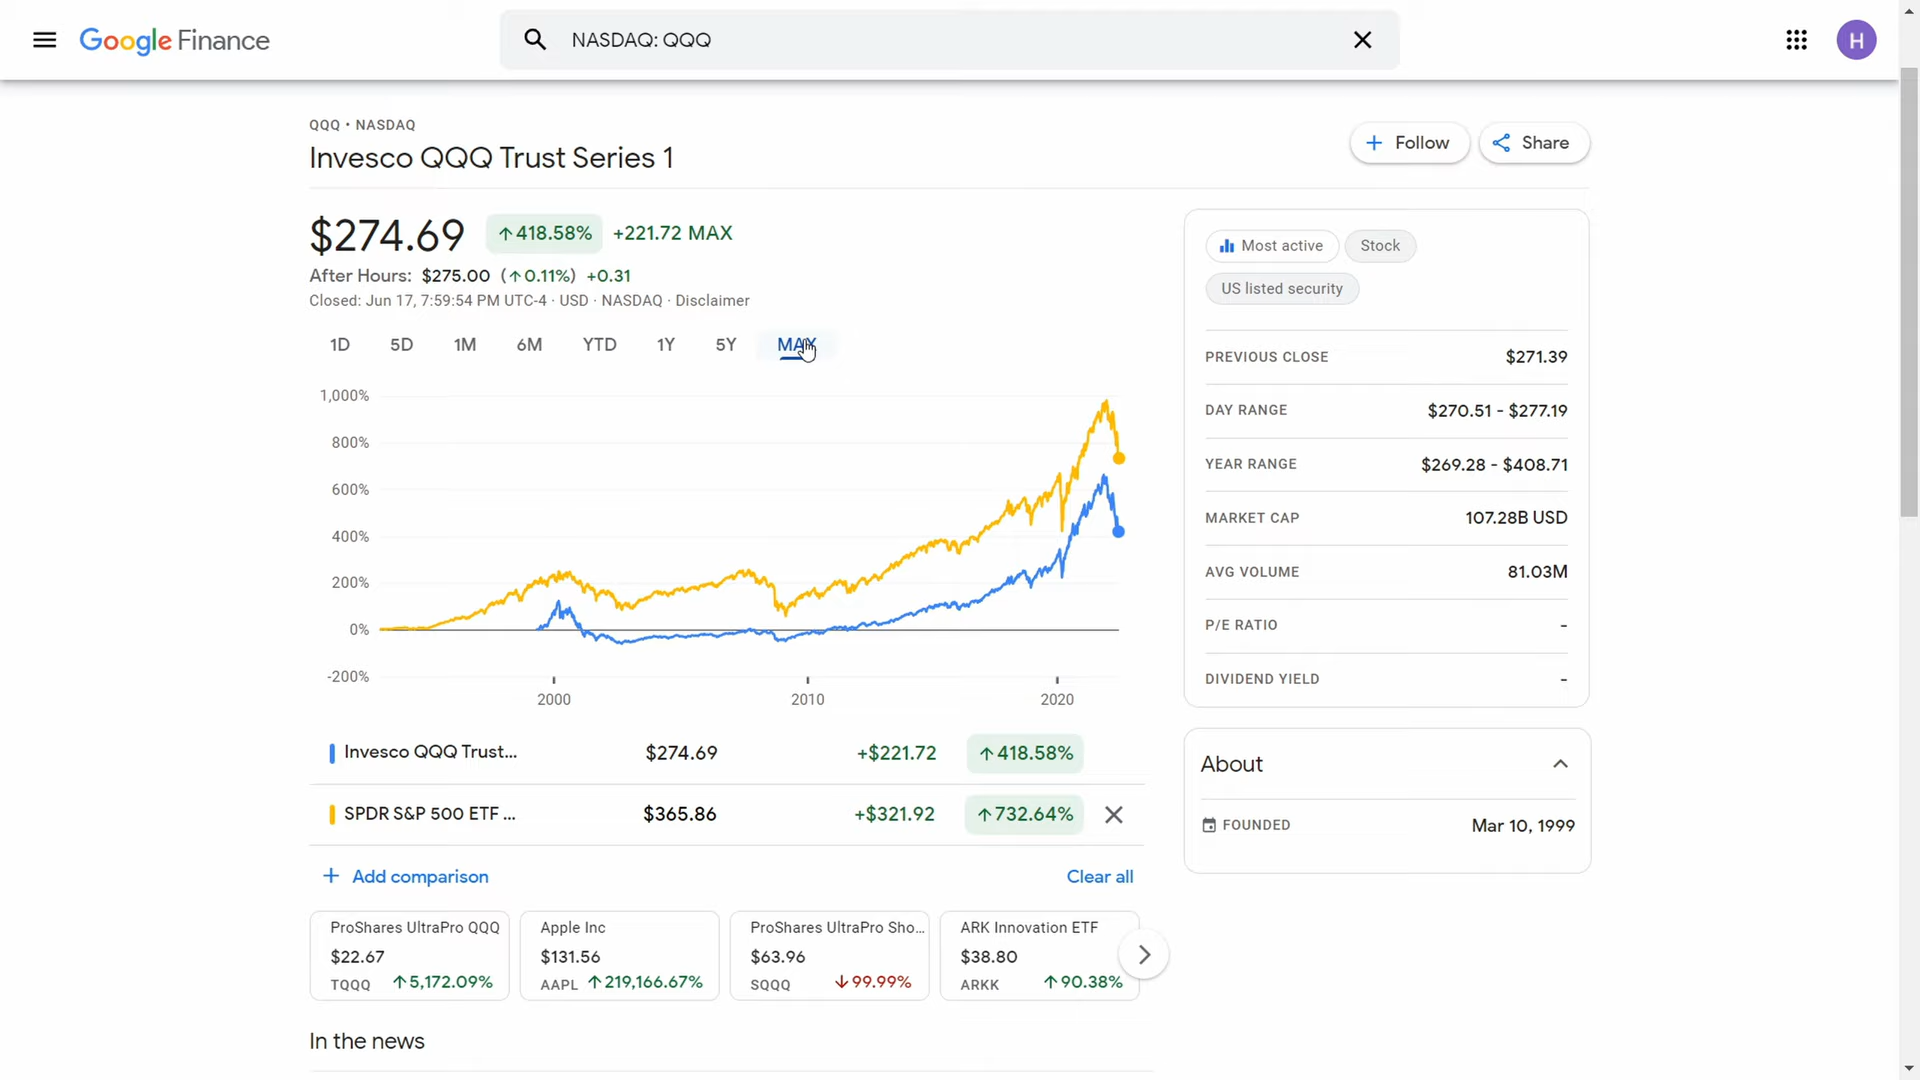 Google Finance
NASDAQ: QQQ
H
QQQ • NASDAQ
Invesco QQQ Trust Series 1
Follow
Share
$274.69 ↑418.58% +221.72 MAX
After Hours: $275.00 (↑0.11%) +0.31
Closed: Jun 17, 7:59:54 PM UTC-4 · USD · NASDAQ · Disclaimer
1D 5D 1M 6M YTD 1Y 5Y MAX
1,000%
800%
600%
400%
200%
0%
-200%
2000 2010 2020
Invesco QQQ Trust... $274.69 +$221.72 ↑418.58%
SPDR S&P 500 ETF ... $365.86 +$321.92 ↑732.64%
+ Add comparison Clear all
ProShares UltraPro QQQ
$22.67
TQQQ ↑5,172.09%
Apple Inc
$131.56
AAPL ↑219,166.67%
ProShares UltraPro Sho...
$63.96
SQQQ ↓99.99%
ARK Innovation ETF
$38.80
ARKK ↑90.38%
In the news
Most active Stock
US listed security
PREVIOUS CLOSE $271.39
DAY RANGE $270.51 - $277.19
YEAR RANGE $269.28 - $408.71
MARKET CAP 107.28B USD
AVG VOLUME 81.03M
P/E RATIO -
DIVIDEND YIELD -
About
FOUNDED Mar 10, 1999